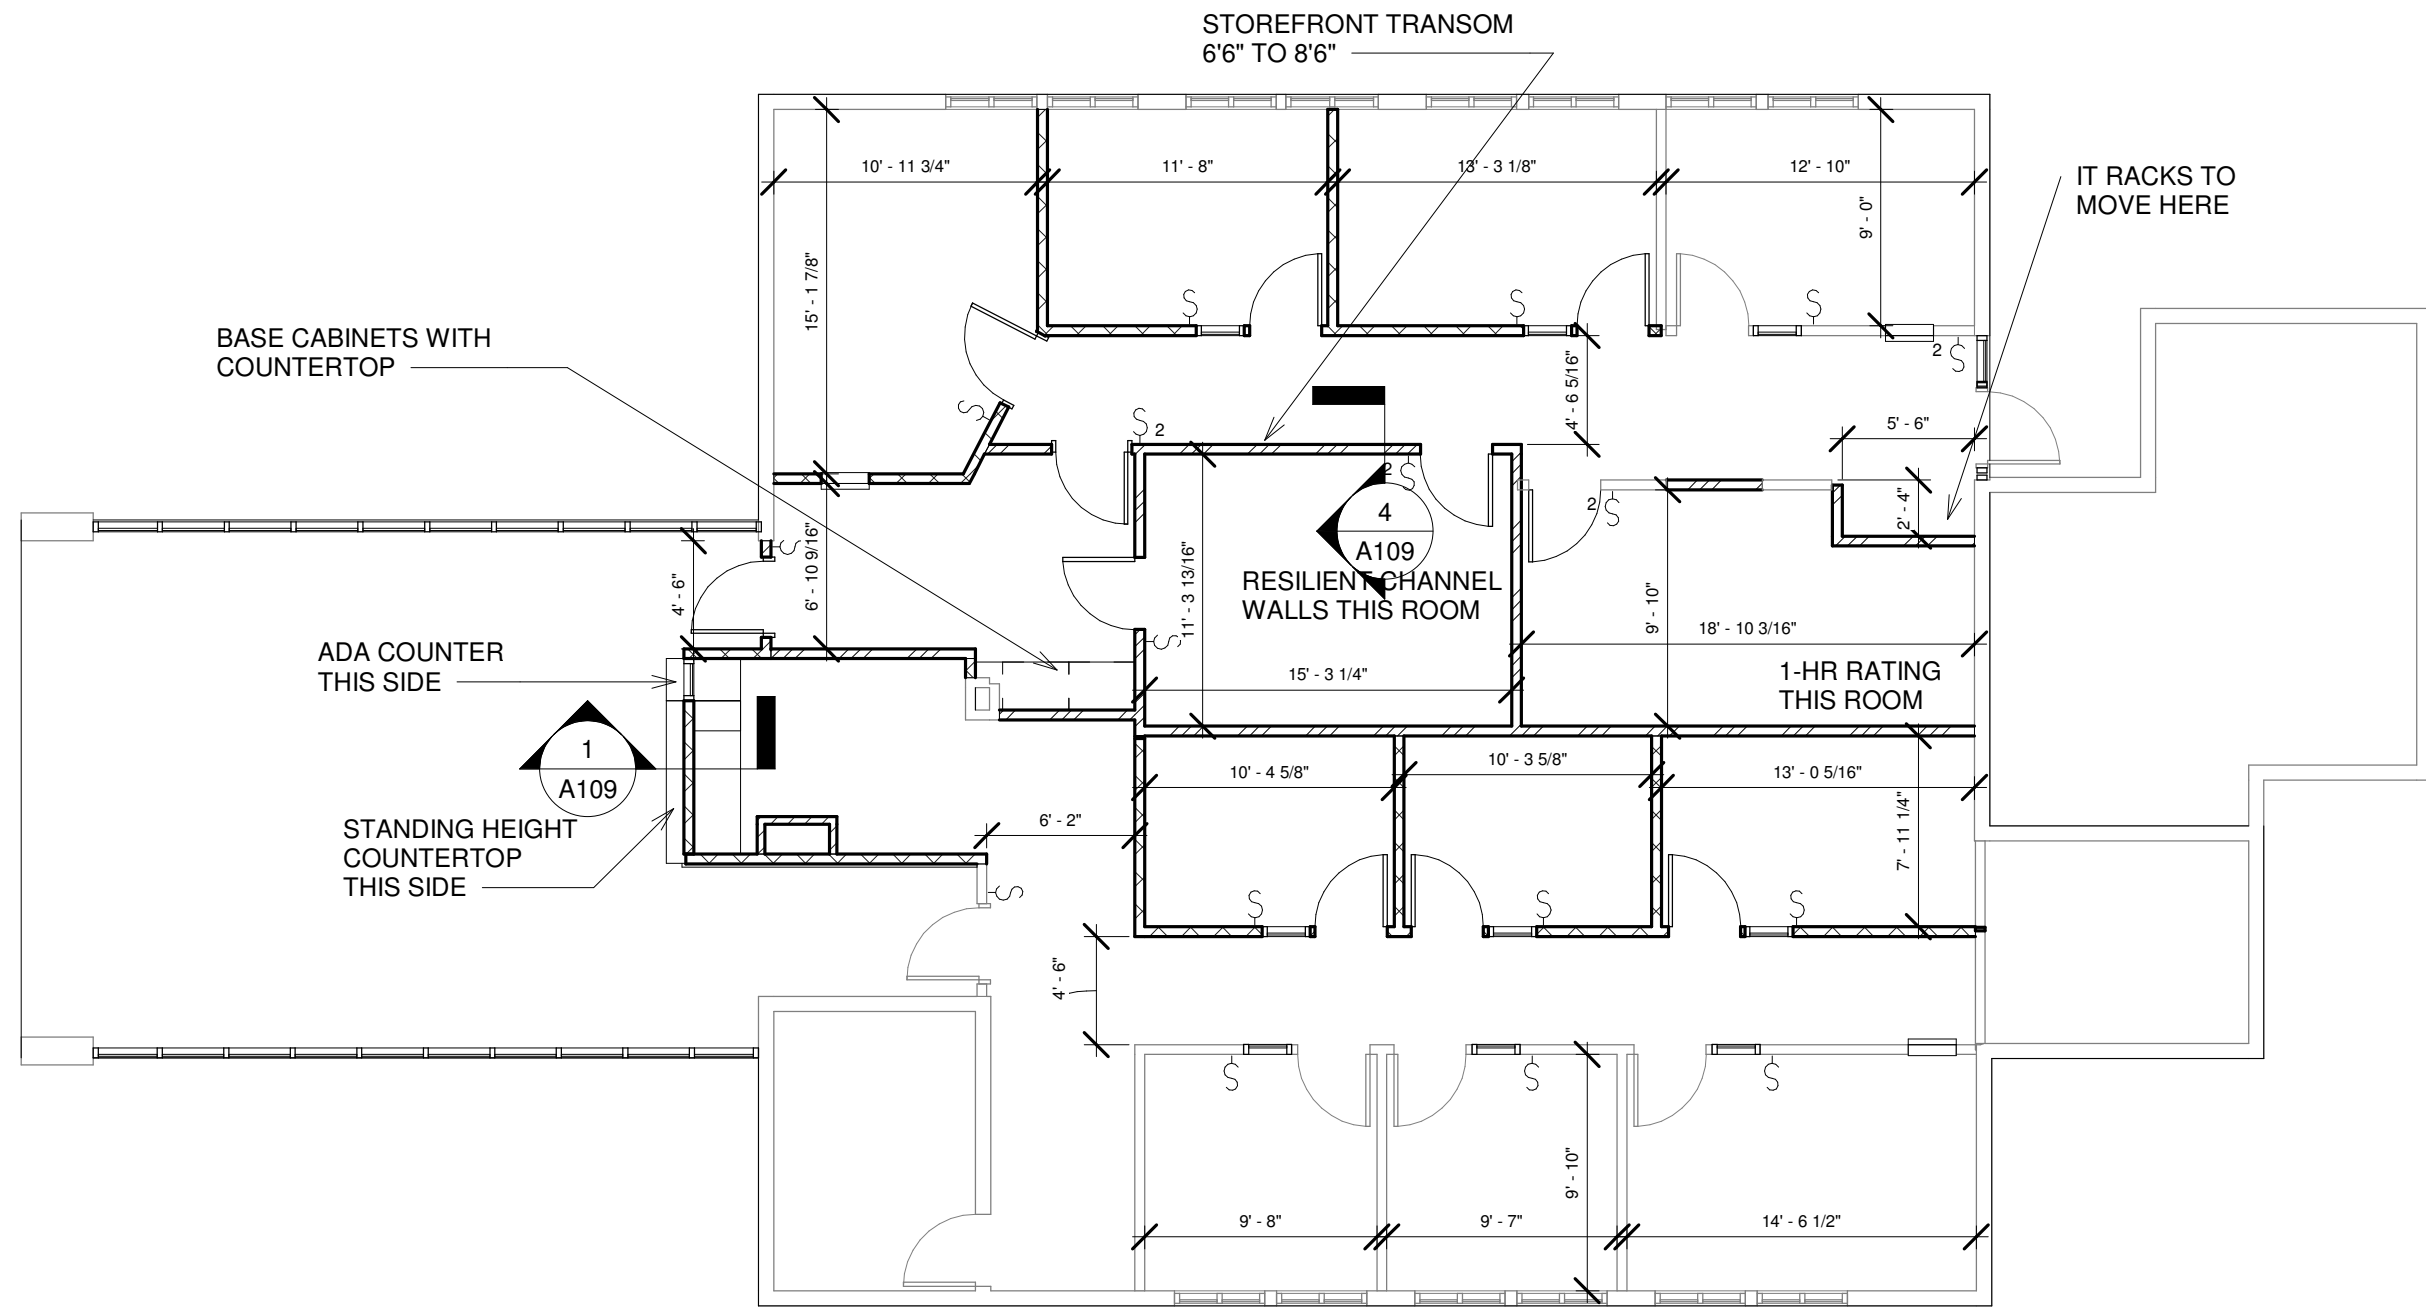 STOREFRONT TRANSOM
6'6" TO 8'6"
10' - 11 3/4"
11' - 8"
13' - 3 1/8"
12' - 10"
IT RACKS TO
MOVE HERE
9' - 0"
15' - 1 7/8"
S
S
S
BASE CABINETS WITH
COUNTERTOP
2 S
4' - 6 5/16"
S
S 2
5' - 6"
2 S
2 S
2' - 4"
4
A109
S
6' - 10 9/16"
4' - 6"
11' - 3 13/16"
RESILIENT CHANNEL
WALLS THIS ROOM
9' - 10"
18' - 10 3/16"
S
ADA COUNTER
THIS SIDE
15' - 3 1/4"
1-HR RATING
THIS ROOM
1
A109
10' - 4 5/8"
10' - 3 5/8"
13' - 0 5/16"
STANDING HEIGHT
COUNTERTOP
THIS SIDE
6' - 2"
7' - 11 1/4"
S
S
S
S
4' - 6"
S
S
S
9' - 10"
9' - 8"
9' - 7"
14' - 6 1/2"